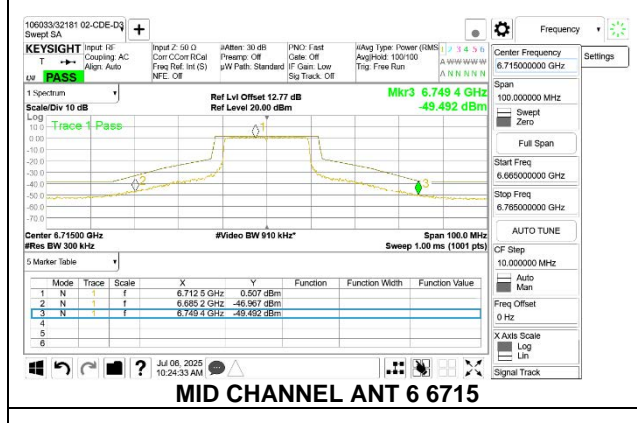 106033/32181 02-CDE-D3
Swept SA
Frequency
KEYSIGHT Input: RF
Coupling: AC
Align: Auto
Input Z: 50 Ω
Corr CCorr RCal
Freq Ref: Int (S)
NFE: Off
#Atten: 30 dB
Preamp: Off
µW Path: Standard
PNO: Fast
Gate: Off
IF Gain: Low
Sig Track: Off
#Avg Type: Power (RMS)
Avg|Hold: 100/100
Trig: Free Run
1 2 3 4 5 6
A W W W W W
A N N N N N
PASS
Center Frequency
6.715000000 GHz
Settings
Span
100.000000 MHz
Swept
Zero
Full Span
Start Freq
6.665000000 GHz
Stop Freq
6.765000000 GHz
AUTO TUNE
CF Step
10.000000 MHz
Auto
Man
Freq Offset
0 Hz
X Axis Scale
Log
Lin
Signal Track
1 Spectrum
Scale/Div 10 dB
Ref Lvl Offset 12.77 dB
Ref Level 20.00 dBm
Mkr3 6.749 4 GHz
-49.492 dBm
Log
Trace 1 Pass
10.0
0.00
-10.0
-20.0
-30.0
-40.0
-50.0
-60.0
-70.0
1
2
3
Center 6.71500 GHz
#Res BW 300 kHz
#Video BW 910 kHz*
Span 100.0 MHz
Sweep 1.00 ms (1001 pts)
5 Marker Table
Mode Trace Scale X Y Function Function Width Function Value
1 N 1 f 6.712 5 GHz 0.507 dBm
2 N 1 f 6.685 2 GHz -46.967 dBm
3 N 1 f 6.749 4 GHz -49.492 dBm
4
5
6
?
Jul 06, 2025
10:24:33 AM
MID CHANNEL ANT 6 6715